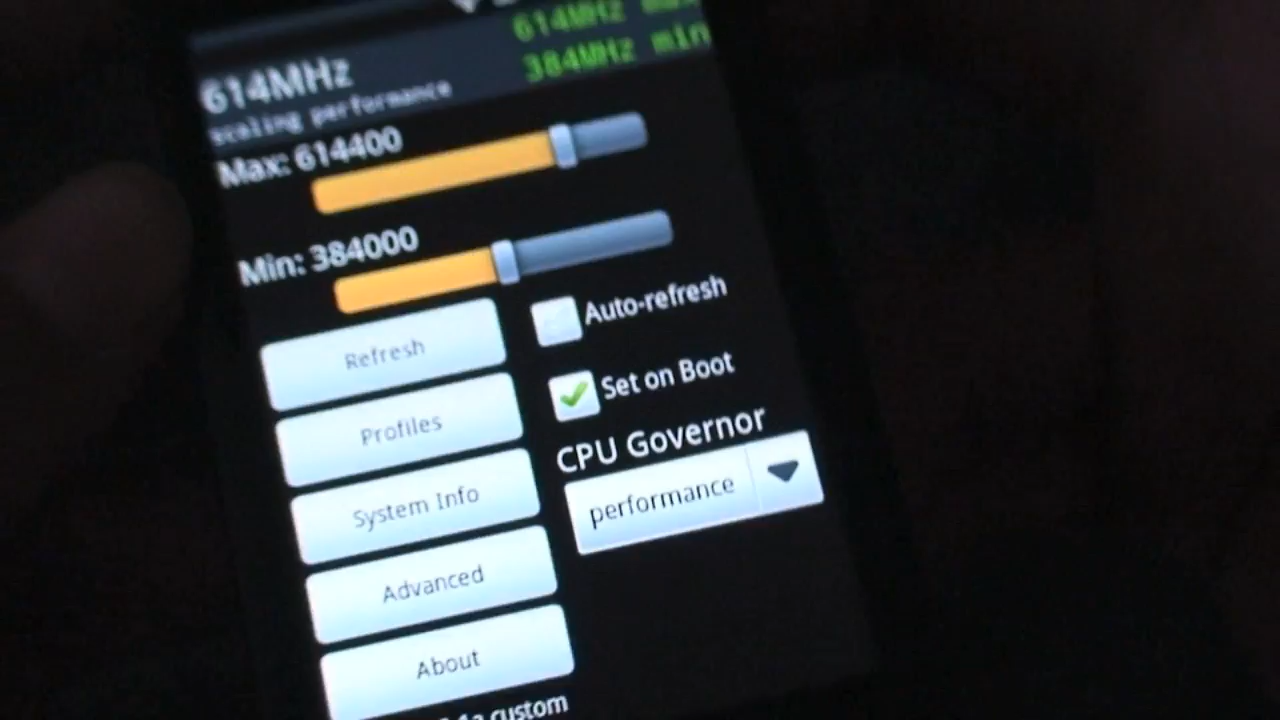 614MHz max
614MHz
384MHz min
scaling performance
Max: 614400
Min: 384000
Refresh
Auto-refresh
Profiles
Set on Boot
System Info
CPU Governor
performance
Advanced
About
custom